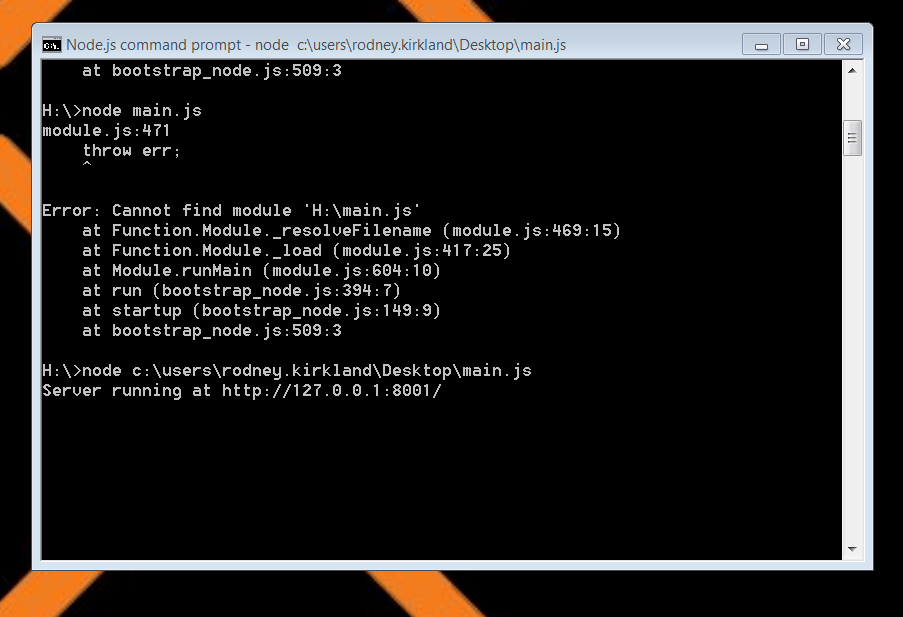 Node.js command prompt - node  c:\users\rodney.kirkland\Desktop\main.js
    at bootstrap_node.js:509:3
H:\>node main.js
module.js:471
    throw err;
    ^
Error: Cannot find module 'H:\main.js'
    at Function.Module._resolveFilename (module.js:469:15)
    at Function.Module._load (module.js:417:25)
    at Module.runMain (module.js:604:10)
    at run (bootstrap_node.js:394:7)
    at startup (bootstrap_node.js:149:9)
    at bootstrap_node.js:509:3
H:\>node c:\users\rodney.kirkland\Desktop\main.js
Server running at http://127.0.0.1:8001/